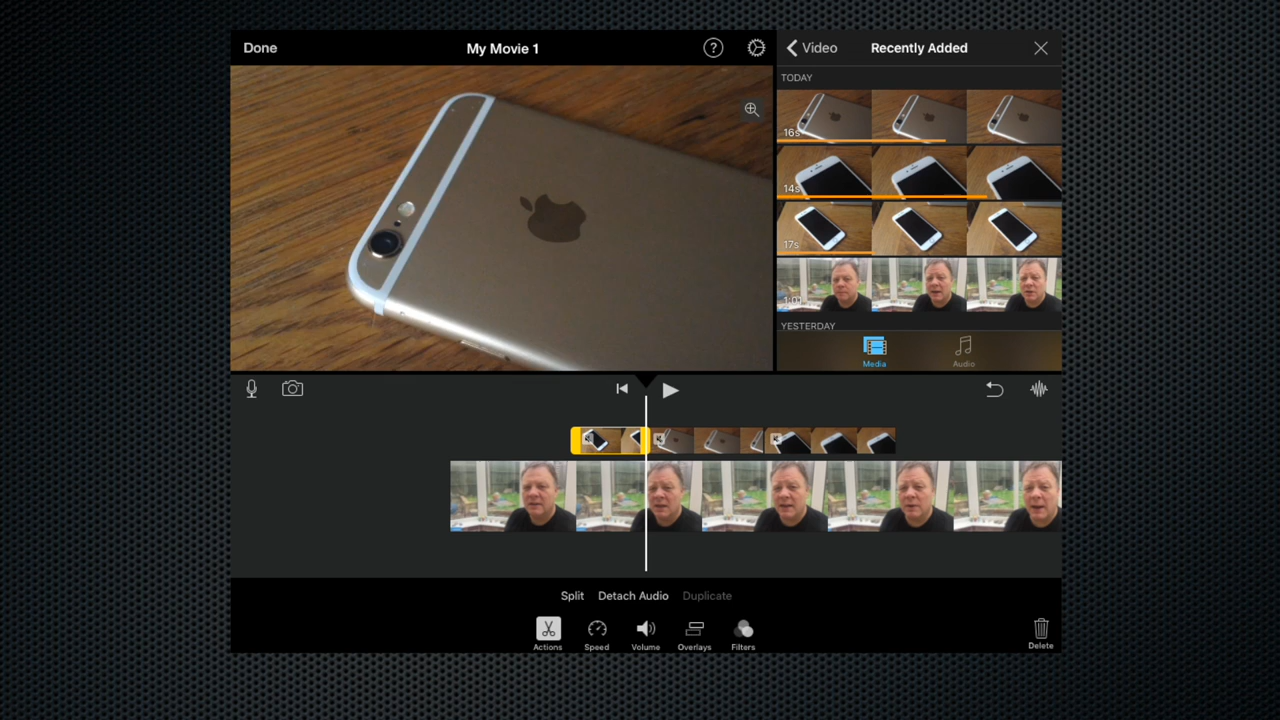 Done
My Movie 1
?
Video
Recently Added
TODAY
16s
14s
17s
YESTERDAY
Media
Audio
Split
Detach Audio
Duplicate
Actions
Speed
Volume
Overlays
Filters
Delete